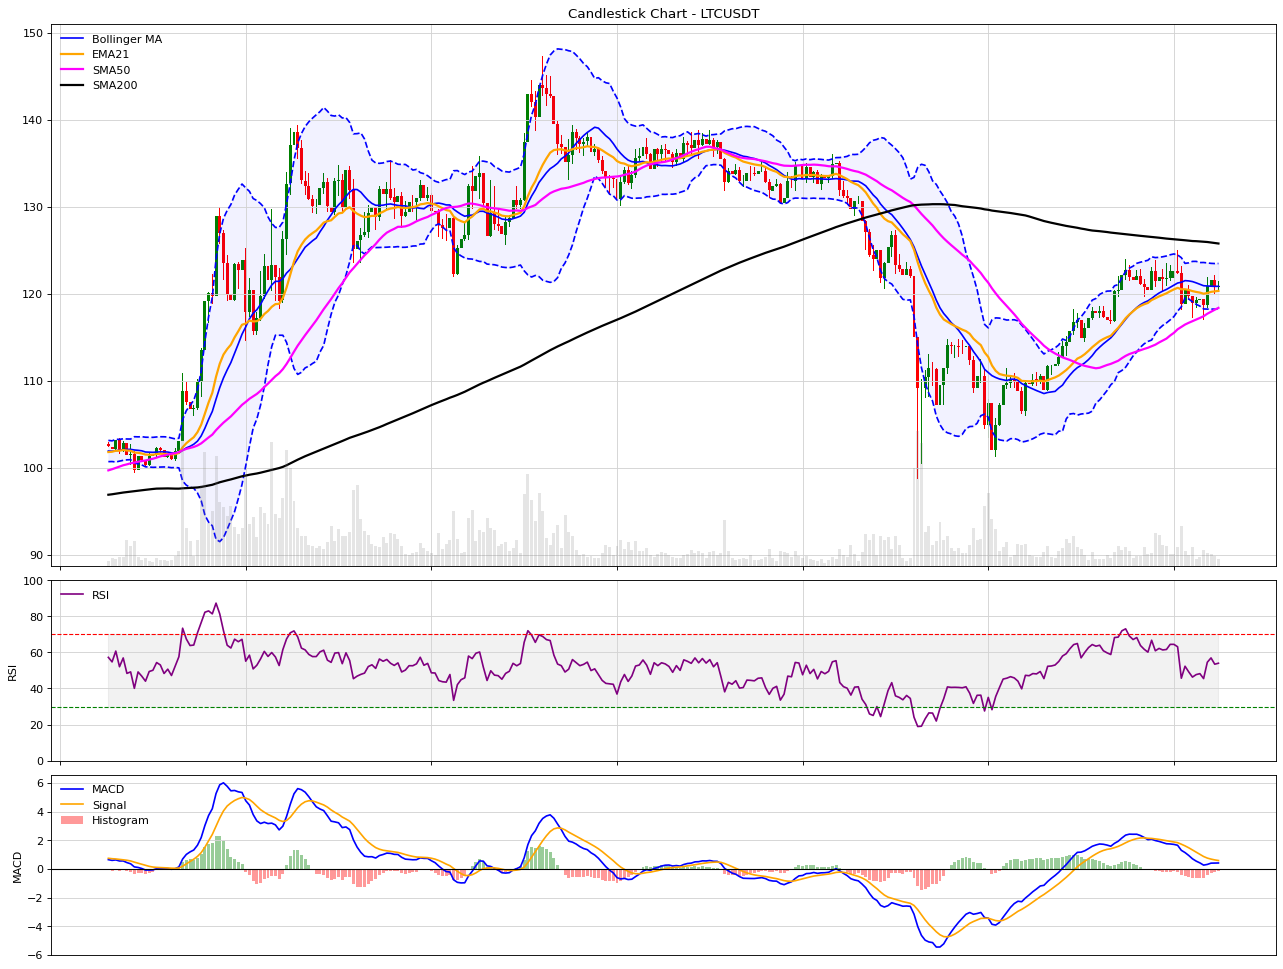 Candlestick Chart - LTCUSDT
150
140
130
120
110
100
90
Bollinger MA
EMA21
SMA50
SMA200
100
80
60
40
20
0
RSI
RSI
6
4
2
0
−2
−4
−6
MACD
MACD
Signal
Histogram